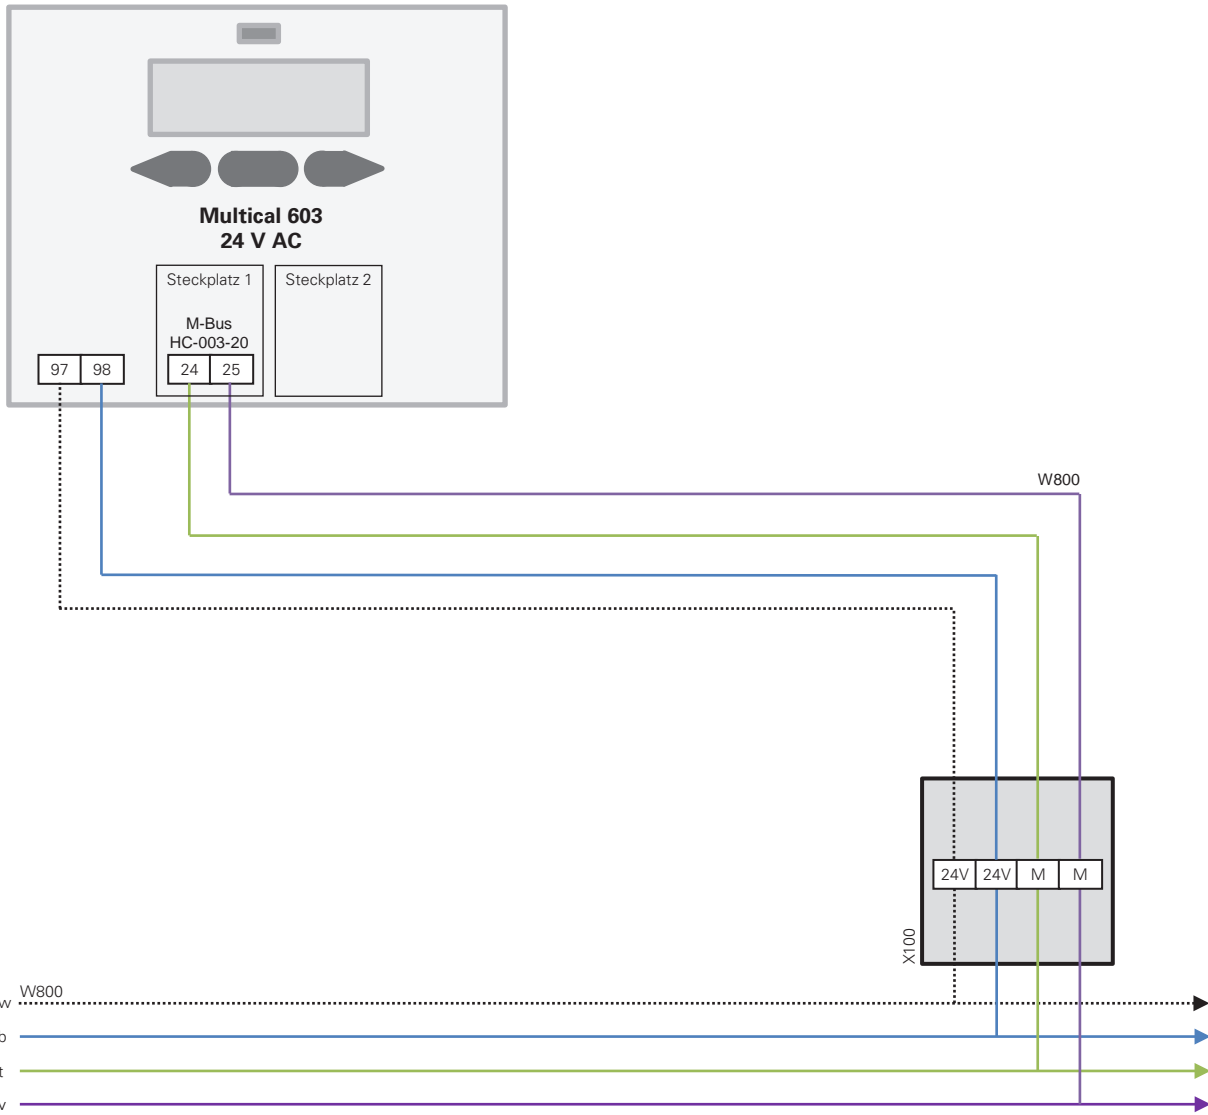 Multical 603
24 V AC
Steckplatz 1
Steckplatz 2
M-Bus
HC-003-20
97 98
24 25
W800
24V 24V M M
X100
W800